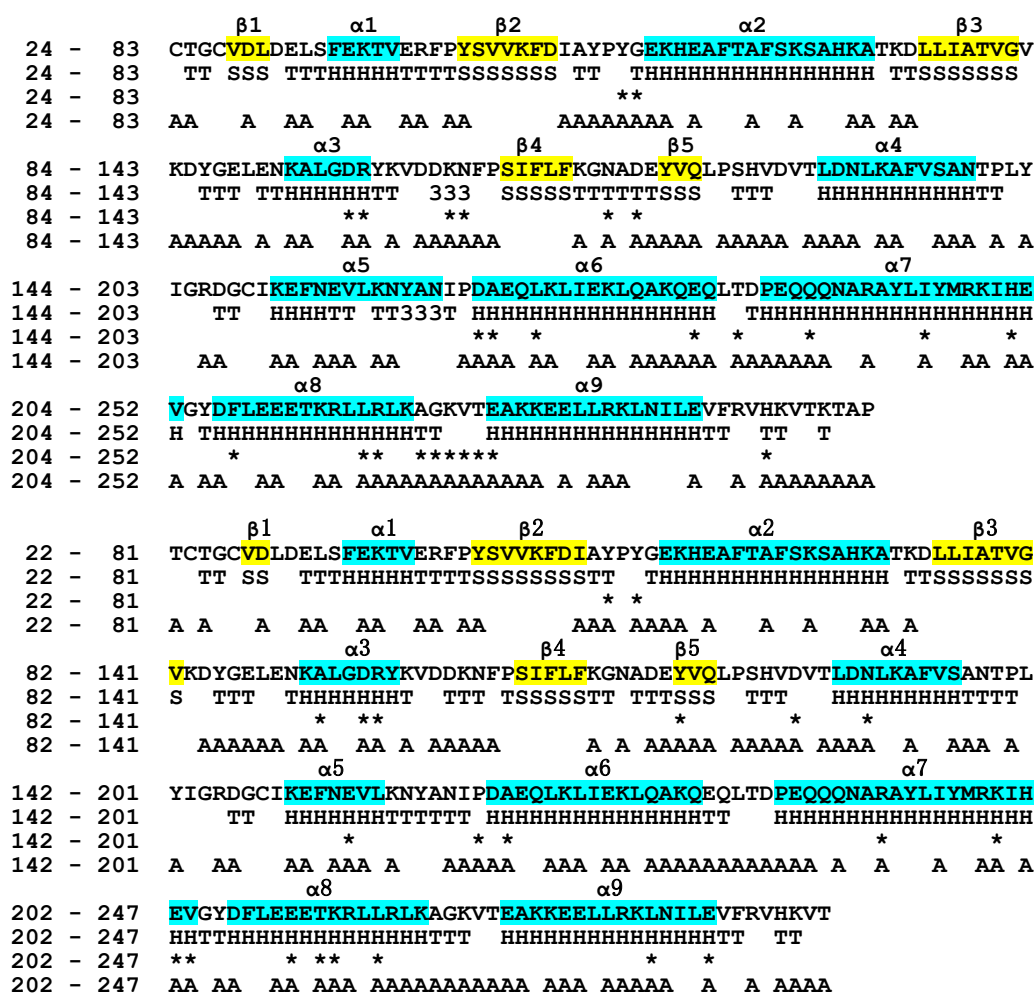 β1 α1 β2 α2 β3
24 - 83 CTGCVDLDELSFEKTVERFPYSVVKFDIAYPYGEKHEAFTAFSKSAHKATKDLLIATVGV
24 - 83 TT SSS TTTHHHHHTTTTSSSSSSS TT THHHHHHHHHHHHHHHH TTSSSSSSS
24 - 83 **
24 - 83 AA A AA AA AA AA AAAAAAAA A A A AA AA
α3 β4 β5 α4
84 - 143 KDYGELENKALGDRYKVDDKNFPSIFLFKGNADEYVQLPSHVDVTLDNLKAFVSANTPLY
84 - 143 TTT TTHHHHHHTT 333 SSSSSTTTTTTSSS TTT HHHHHHHHHHHTT
84 - 143 ** ** * *
84 - 143 AAAAA A AA AA A AAAAAA A A AAAAA AAAAA AAAA AA AAA A A
α5 α6 α7
144 - 203 IGRDGCIKEFNEVLKNYANIPDAEQLKLIEKLQAKQEQLTDPEQQQNARAYLIYMRKIHE
144 - 203 TT HHHHTT TT333T HHHHHHHHHHHHHHHHH THHHHHHHHHHHHHHHHHHH
144 - 203 ** * * * * * *
144 - 203 AA AA AAA AA AAAA AA AA AAAAAA AAAAAAA A A AA AA
α8 α9
204 - 252 VGYDFLEEETKRLLRLKAGKVTEAKKEELLRKLNILEVFRVHKVTKTAP
204 - 252 H THHHHHHHHHHHHHHTT HHHHHHHHHHHHHHHTT TT T
204 - 252 * ** ****** *
204 - 252 A AA AA AA AAAAAAAAAAAAA A AAA A A AAAAAAAA
β1 α1 β2 α2 β3
22 - 81 TCTGCVDLDELSFEKTVERFPYSVVKFDIAYPYGEKHEAFTAFSKSAHKATKDLLIATVG
22 - 81 TT SS TTTHHHHHTTTTSSSSSSSSTT THHHHHHHHHHHHHHHH TTSSSSSSS
22 - 81 * *
22 - 81 A A A AA AA AA AA AAA AAAA A A A AA A
α3 β4 β5 α4
82 - 141 VKDYGELENKALGDRYKVDDKNFPSIFLFKGNADEYVQLPSHVDVTLDNLKAFVSANTPL
82 - 141 S TTT THHHHHHT TTT TSSSSSTT TTTSSS TTT HHHHHHHHHTTTT
82 - 141 * ** * * *
82 - 141 AAAAAA AA AA A AAAAA A A AAAAA AAAAA AAAA A AAA A
α5 α6 α7
142 - 201 YIGRDGCIKEFNEVLKNYANIPDAEQLKLIEKLQAKQEQLTDPEQQQNARAYLIYMRKIH
142 - 201 TT HHHHHHHTTTTTT HHHHHHHHHHHHHHHTT HHHHHHHHHHHHHHHHHH
142 - 201 * * * * *
142 - 201 A AA AA AAA A AAAAA AAA AA AAAAAAAAAAAAA A A AA A
α8 α9
202 - 247 EVGYDFLEEETKRLLRLKAGKVTEAKKEELLRKLNILEVFRVHKVT
202 - 247 HHTTHHHHHHHHHHHHHHTTT HHHHHHHHHHHHHHHTT TT
202 - 247 ** * ** * * *
202 - 247 AA AA AA AAA AAAAAAAAAAAA AAA AAAAA A A AAAA